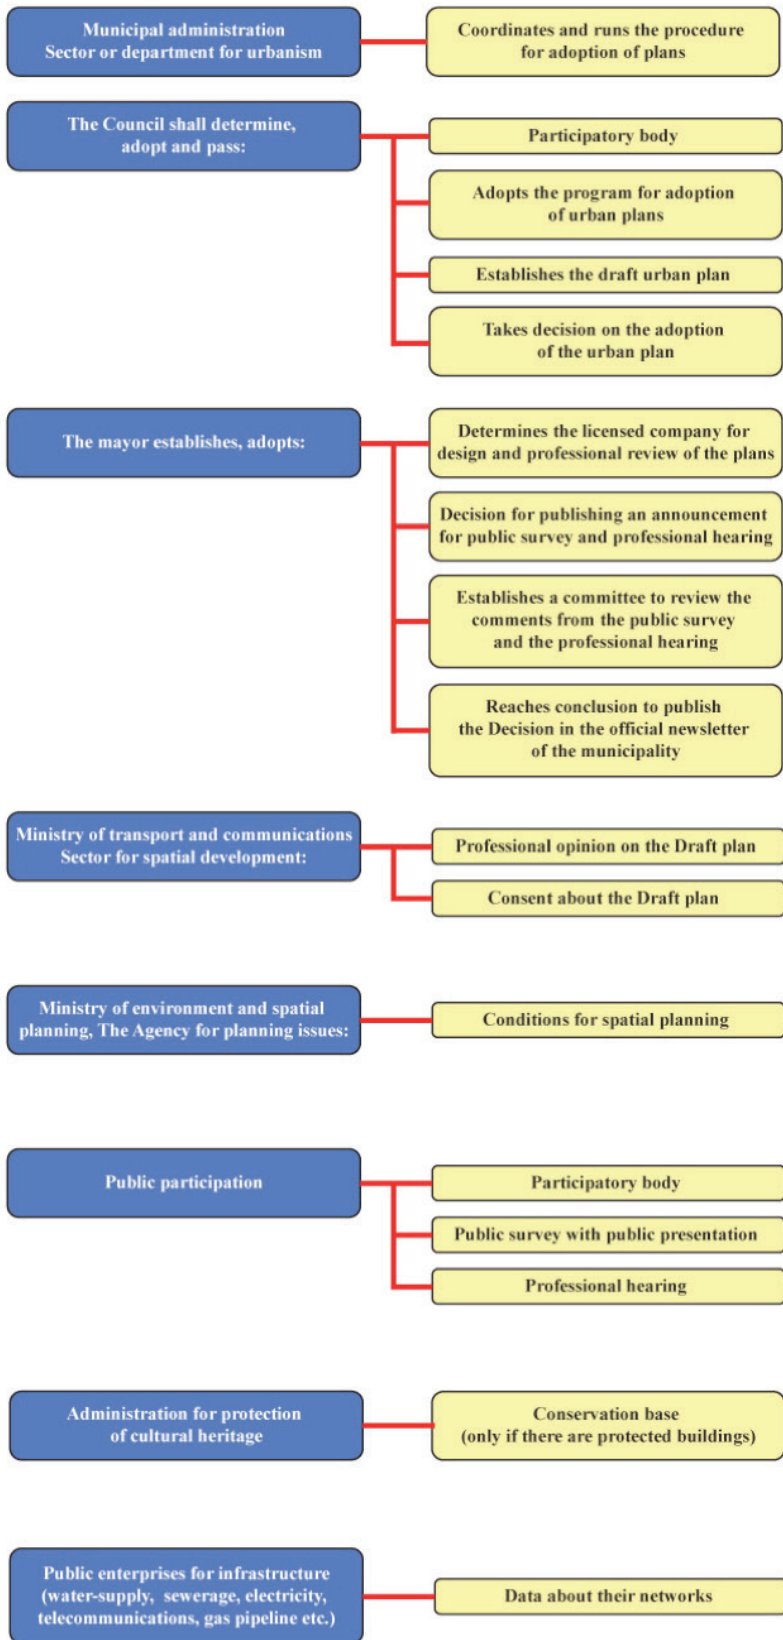 Municipal administration
Sector or department for urbanism
Coordinates and runs the procedure
for adoption of plans
The Council shall determine,
adopt and pass:
Participatory body
Adopts the program for adoption
of urban plans
Establishes the draft urban plan
Takes decision on the adoption
of the urban plan
The mayor establishes, adopts:
Determines the licensed company for
design and professional review of the plans
Decision for publishing an announcement
for public survey and professional hearing
Establishes a committee to review the
comments from the public survey
and the professional hearing
Reaches conclusion to publish
the Decision in the official newsletter
of the municipality
Ministry of transport and communications
Sector for spatial development:
Professional opinion on the Draft plan
Consent about the Draft plan
Ministry of environment and spatial
planning, The Agency for planning issues:
Conditions for spatial planning
Public participation
Participatory body
Public survey with public presentation
Professional hearing
Administration for protection
of cultural heritage
Conservation base
(only if there are protected buildings)
Public enterprises for infrastructure
(water-supply, sewerage, electricity,
telecommunications, gas pipeline etc.)
Data about their networks